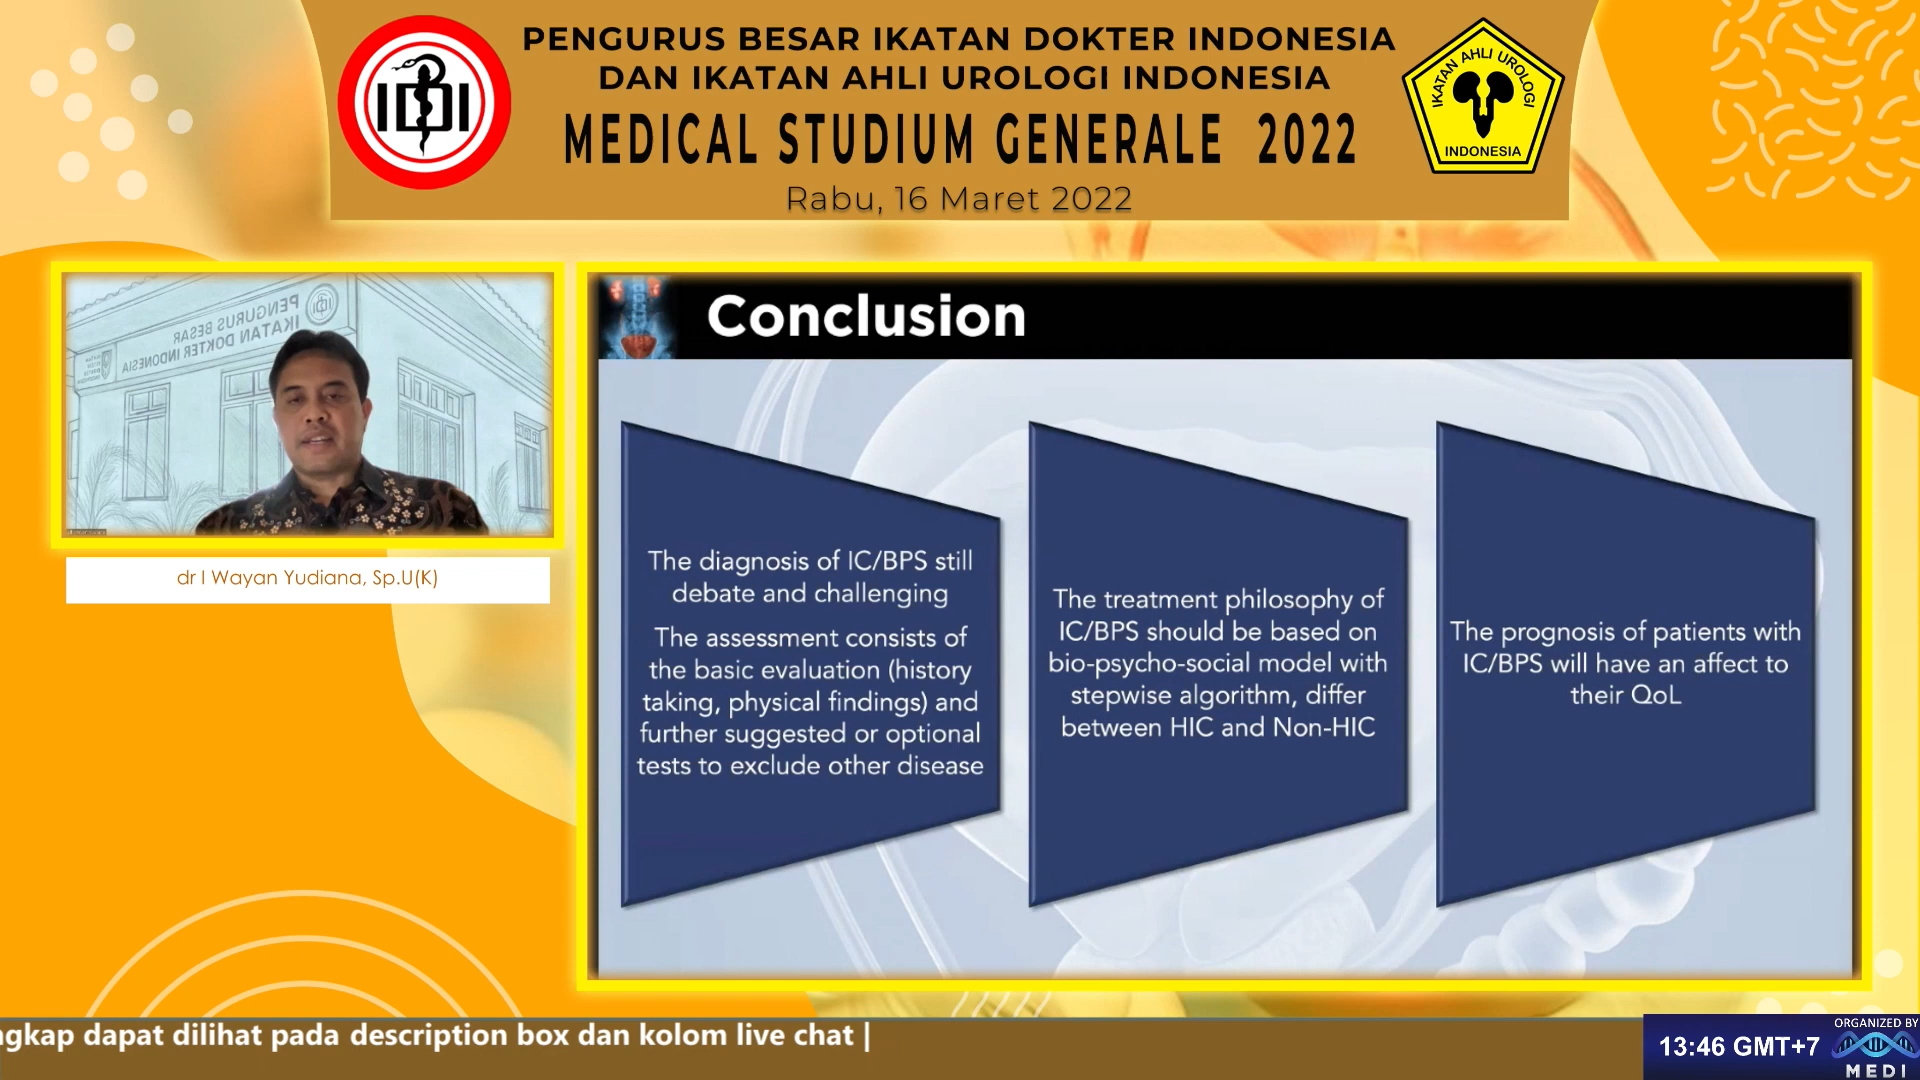 PENGURUS BESAR IKATAN DOKTER INDONESIA
DAN IKATAN AHLI UROLOGI INDONESIA
MEDICAL STUDIUM GENERALE 2022
Rabu, 16 Maret 2022
IDI
IKATAN AHLI UROLOGI
INDONESIA
PENGURUS BESAR
IKATAN DOKTER INDONESIA
dr I Wayan Yudiana, Sp.U(K)
Conclusion
The diagnosis of IC/BPS still
debate and challenging
The assessment consists of
the basic evaluation (history
taking, physical findings) and
further suggested or optional
tests to exclude other disease
The treatment philosophy of
IC/BPS should be based on
bio-psycho-social model with
stepwise algorithm, differ
between HIC and Non-HIC
The prognosis of patients with
IC/BPS will have an affect to
their QoL
ngkap dapat dilihat pada description box dan kolom live chat |
13:46 GMT+7
ORGANIZED BY
MEDI